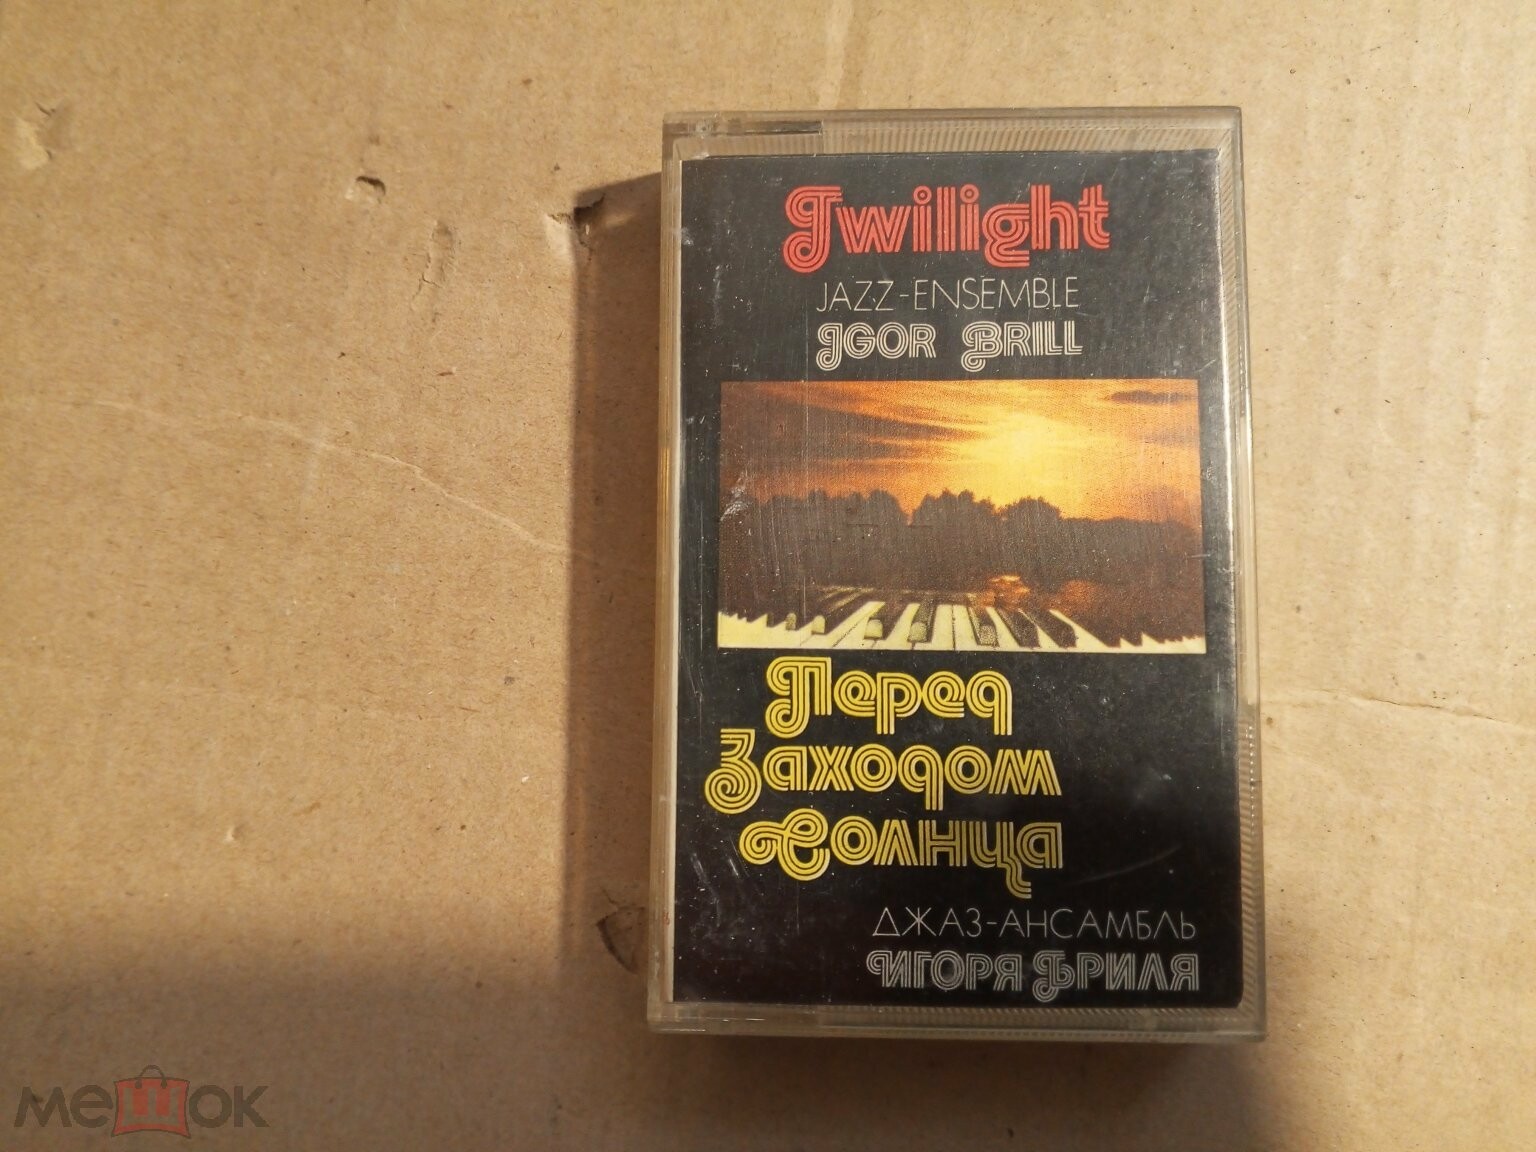 Twilight
JAZZ-ENSEMBLE
IGOR BRILL
Перед
Заходом
Солнца
ДЖАЗ-АНСАМБЛЬ
ИГОРЯ БРИЛЯ
мешок